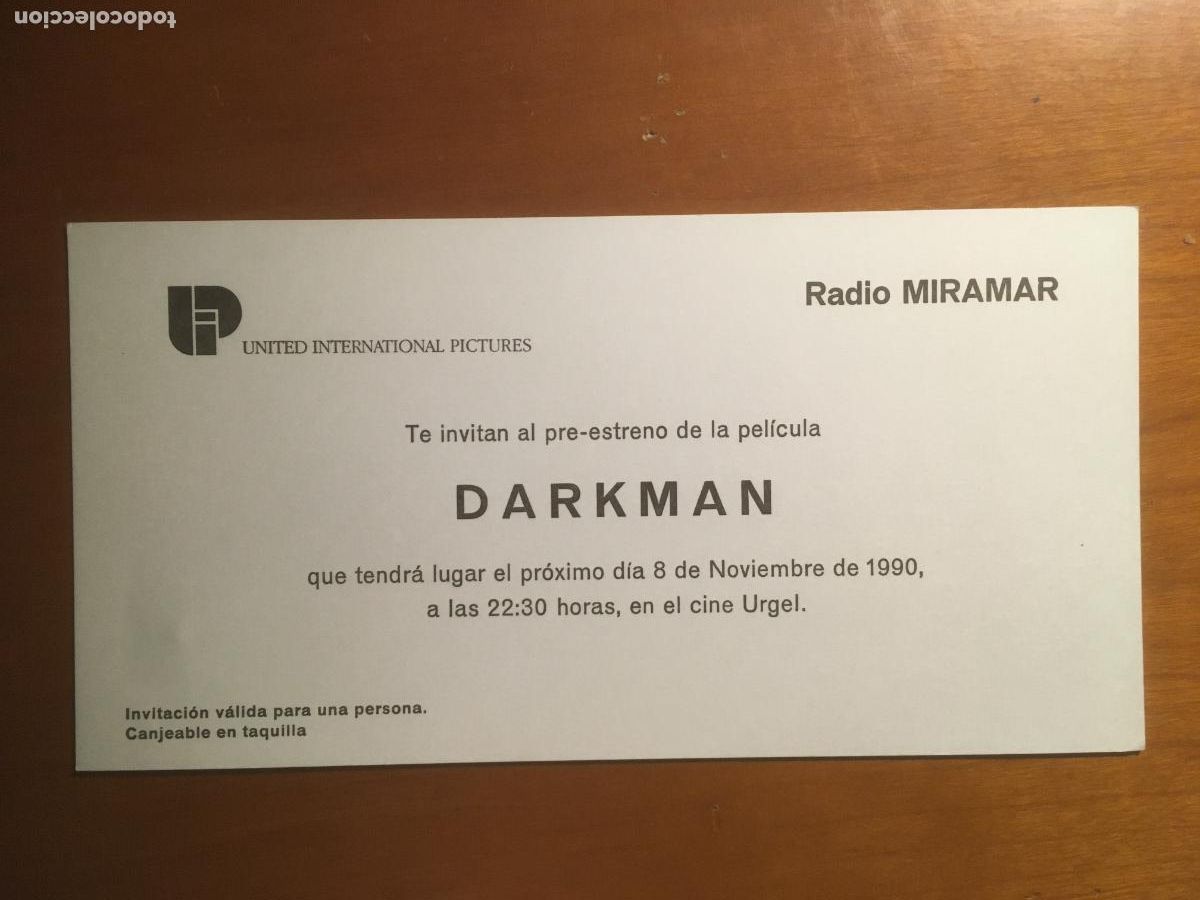 todocoleccion
Radio MIRAMAR
UNITED INTERNATIONAL PICTURES
Te invitan al pre-estreno de la película
DARKMAN
que tendrá lugar el próximo día 8 de Noviembre de 1990,
a las 22:30 horas, en el cine Urgel.
Invitación válida para una persona.
Canjeable en taquilla